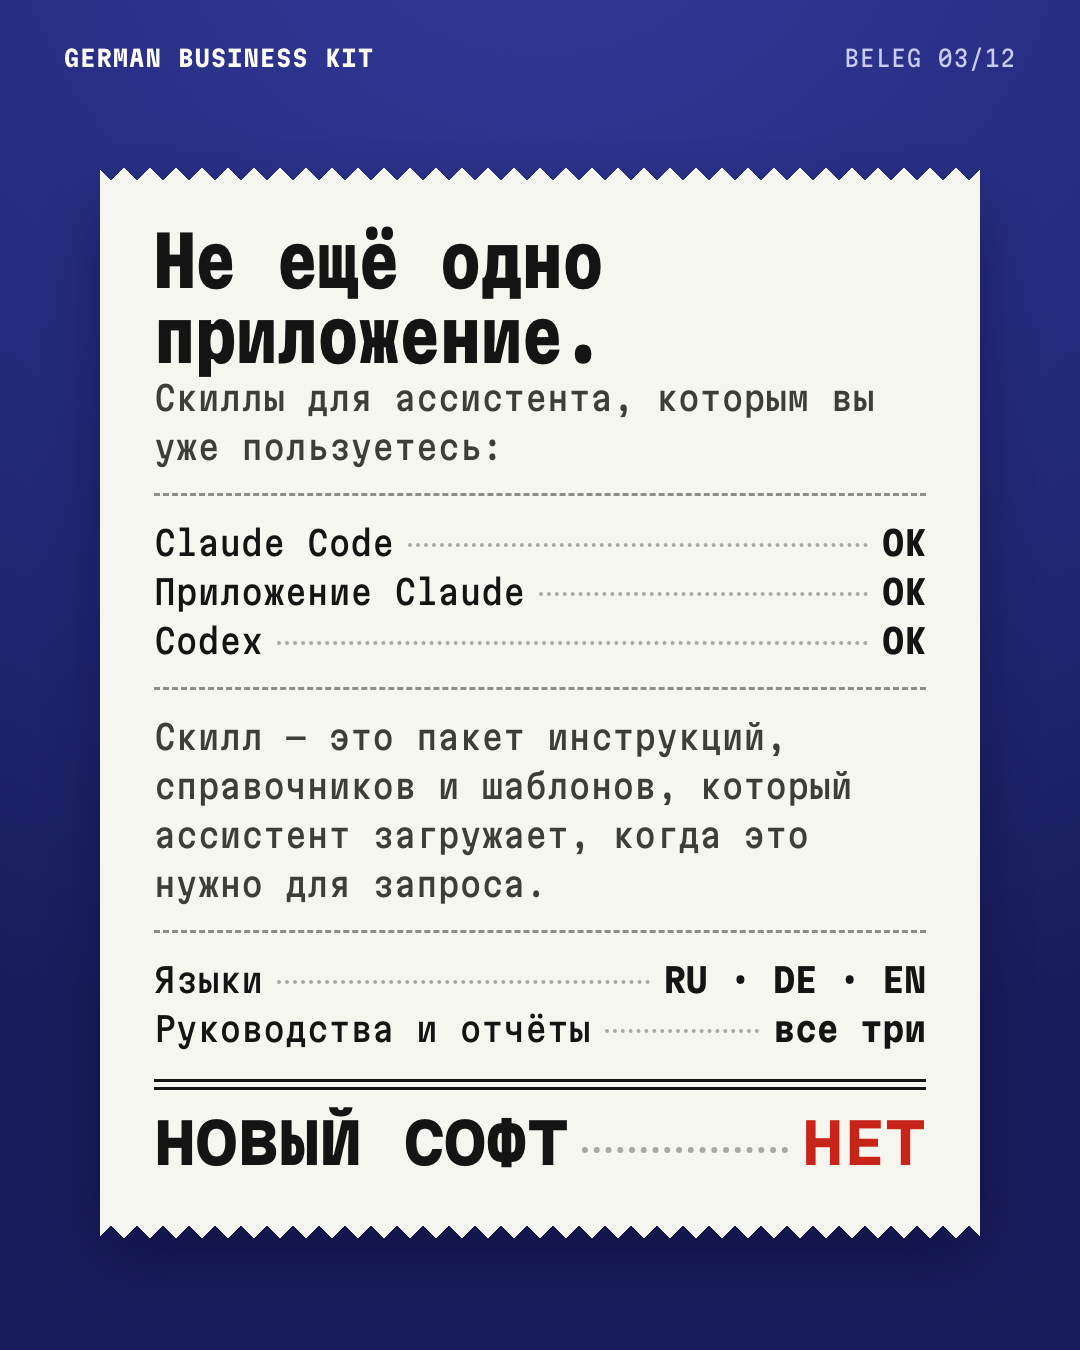 GERMAN BUSINESS KIT
BELEG 03/12
Не ещё одно
приложение.
Скиллы для ассистента, которым вы
уже пользуетесь:
Claude Code OK
Приложение Claude OK
Codex OK
Скилл — это пакет инструкций,
справочников и шаблонов, который
ассистент загружает, когда это
нужно для запроса.
Языки RU · DE · EN
Руководства и отчёты все три
НОВЫЙ СОФТ НЕТ